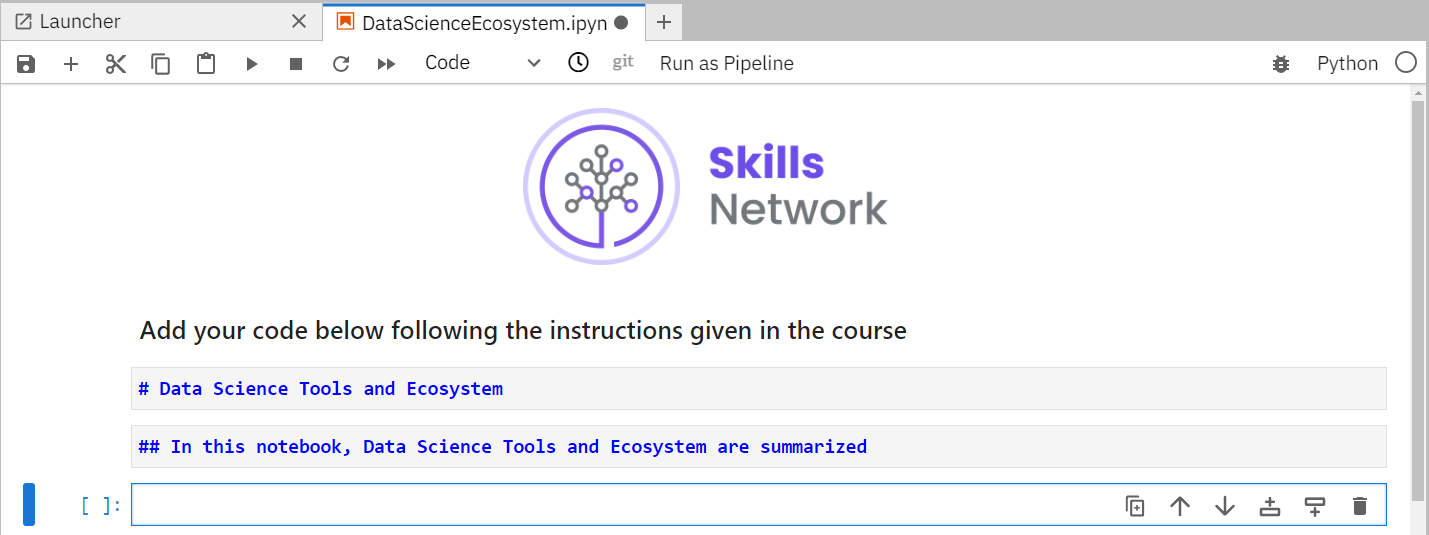 Launcher
DataScienceEcosystem.ipyn
Code
git
Run as Pipeline
Python
Skills
Network
Add your code below following the instructions given in the course
# Data Science Tools and Ecosystem
## In this notebook, Data Science Tools and Ecosystem are summarized
[ ]: